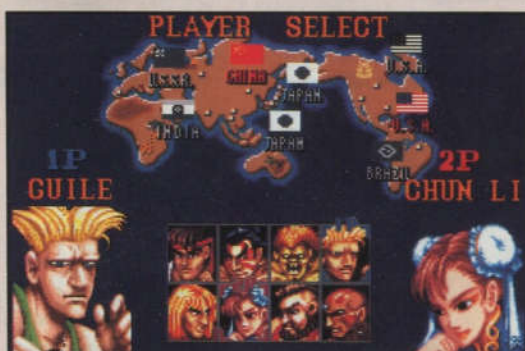 PLAYER SELECT
U.S.A.
U.S.S.R.
CHINA
JAPAN
U.S.A.
INDIA
JAPAN
BRAZIL
1P
2P
GUILE
CHUN LI